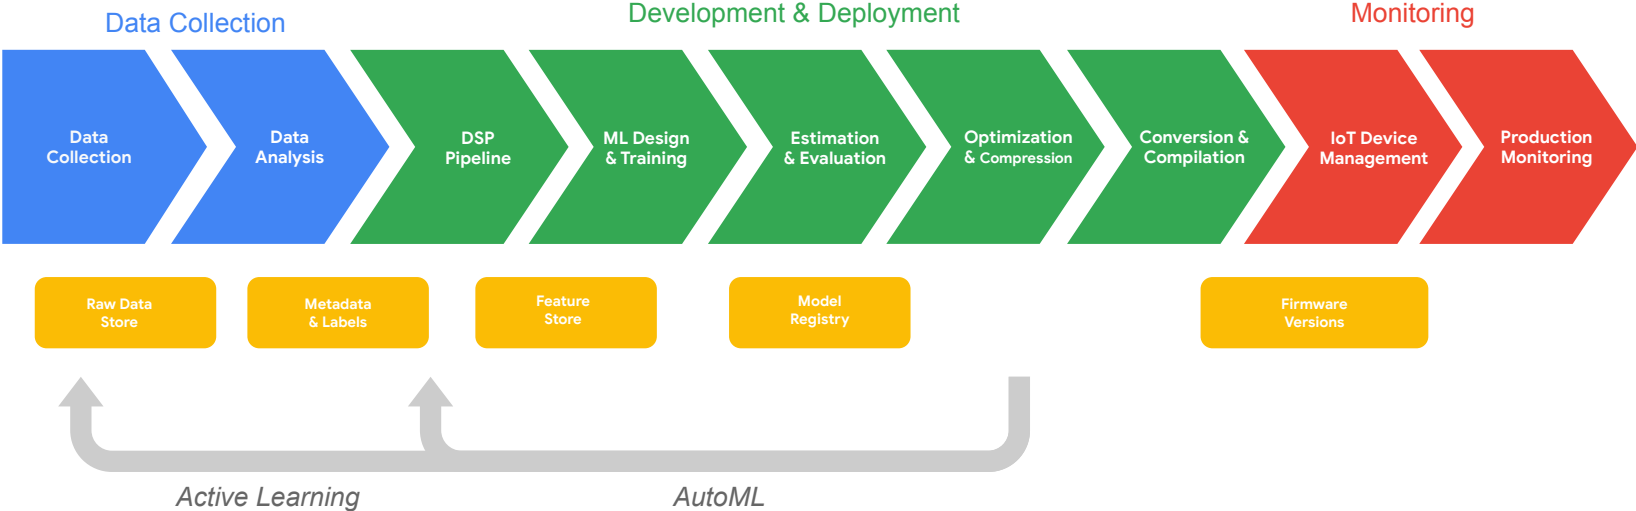 Data Collection
Development & Deployment
Monitoring
Data
Collection
Data
Analysis
DSP
Pipeline
ML Design
& Training
Estimation
& Evaluation
Optimization
& Compression
Conversion &
Compilation
IoT Device
Management
Production
Monitoring
Raw Data
Store
Metadata
& Labels
Feature
Store
Model
Registry
Firmware
Versions
Active Learning
AutoML